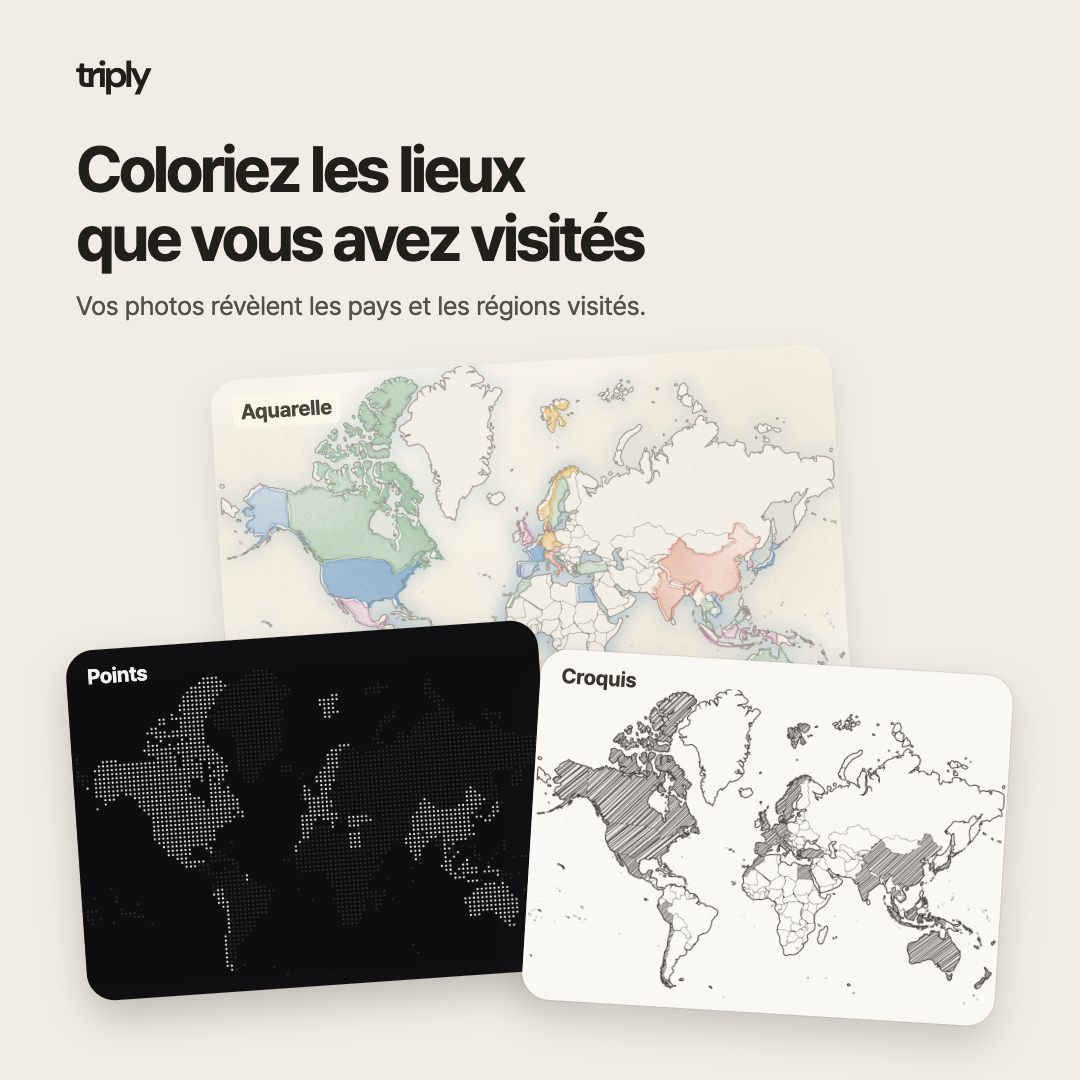 triply
Coloriez les lieux
que vous avez visités
Vos photos révèlent les pays et les régions visités.
Aquarelle
Points
Croquis